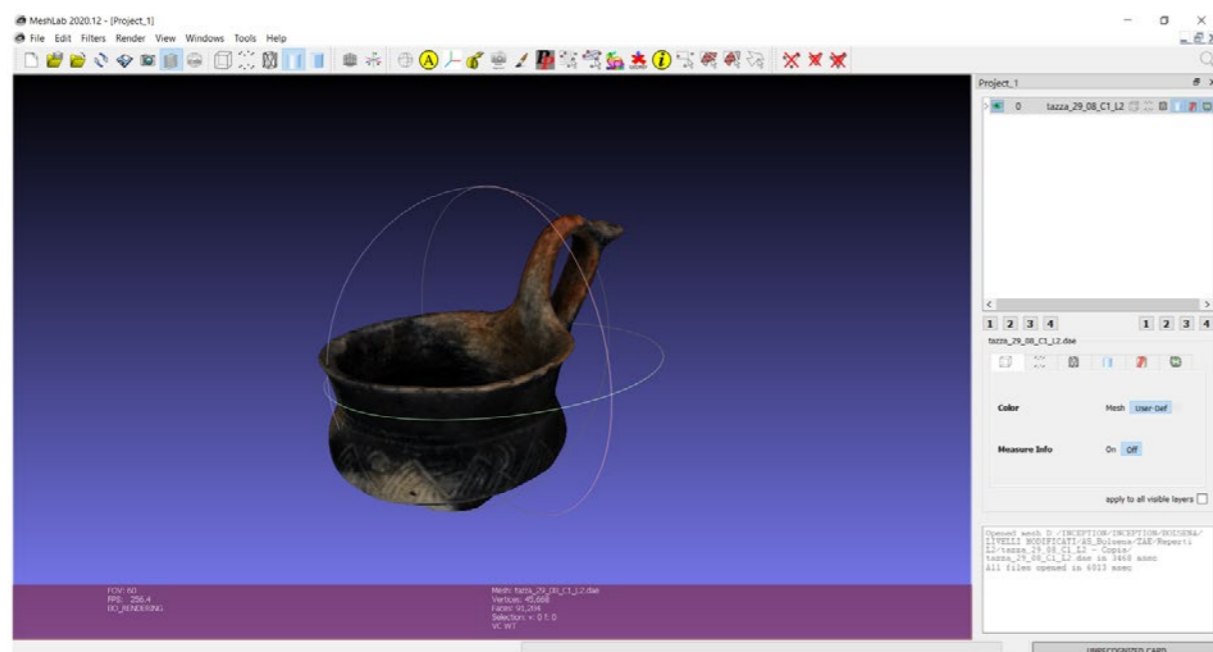 MeshLab 2020.12 - [Project_1]
File Edit Filters Render View Windows Tools Help
Project_1
0 tazza_29_08_C1_L2
1 2 3 4 1 2 3 4
tazza_29_08_C1_L2.dae
Color Mesh User-Def
Measure Info On Off
apply to all visible layers
Opened mesh D:/INCEPTION/INCEPTION/BOLSENA/
LIVELLI MODIFICATI/AS_Bolsena/ZAE/Reperti
L2/tazza_29_08_C1_L2 - Copia/
tazza_29_08_C1_L2.dae in 3468 msec
All files opened in 6013 msec
FOV: 60
FPS: 256.4
BO_RENDERING
Mesh: tazza_29_08_C1_L2.dae
Vertices: 45,668
Faces: 91,204
Selection: v: 0 f: 0
VC WT
UNRECOGNIZED CARD